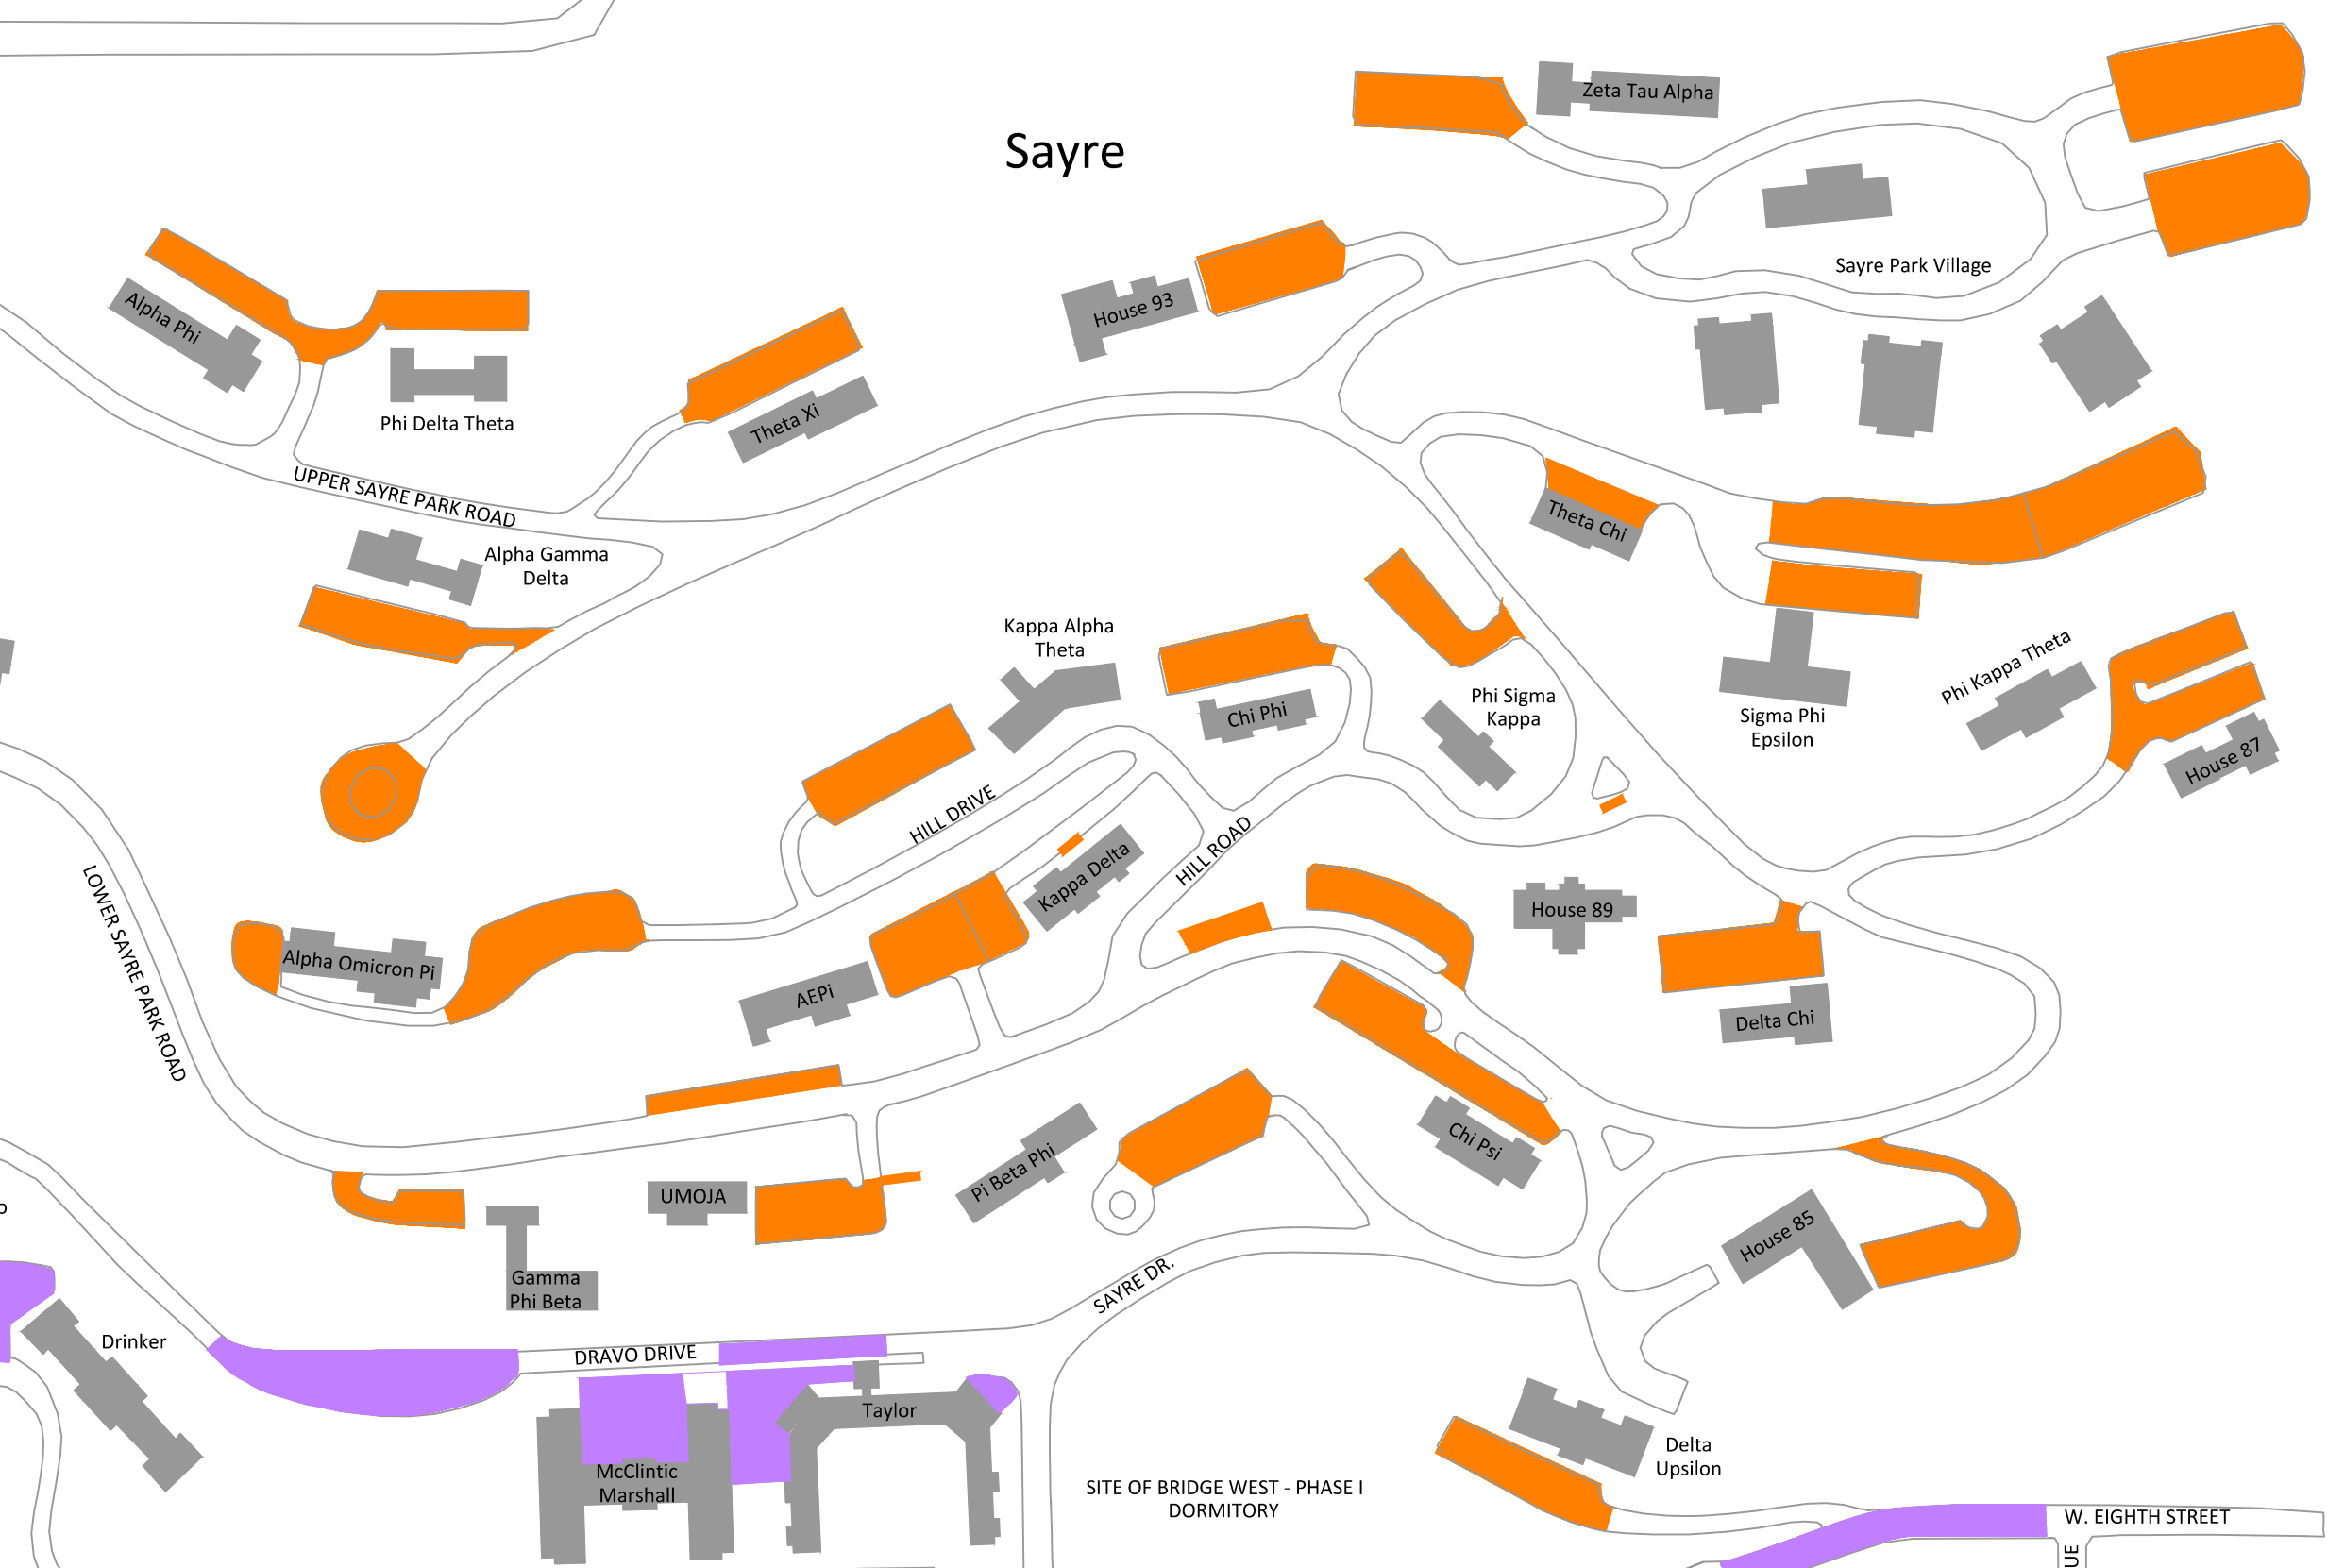 Zeta Tau Alpha
Sayre
Sayre Park Village
Alpha Phi
House 93
Phi Delta Theta
Theta Xi
UPPER SAYRE PARK ROAD
Theta Chi
Alpha Gamma
Delta
Kappa Alpha
Theta
Phi Kappa Theta
Phi Sigma
Kappa
Chi Phi
Sigma Phi
Epsilon
House 87
HILL DRIVE
HILL ROAD
Kappa Delta
House 89
LOWER SAYRE PARK ROAD
Alpha Omicron Pi
AEPi
Delta Chi
Chi Psi
Pi Beta Phi
UMOJA
o
House 85
Gamma
Phi Beta
SAYRE DR.
Drinker
DRAVO DRIVE
Taylor
McClintic
Marshall
Delta
Upsilon
SITE OF BRIDGE WEST - PHASE I
DORMITORY
W. EIGHTH STREET
UE